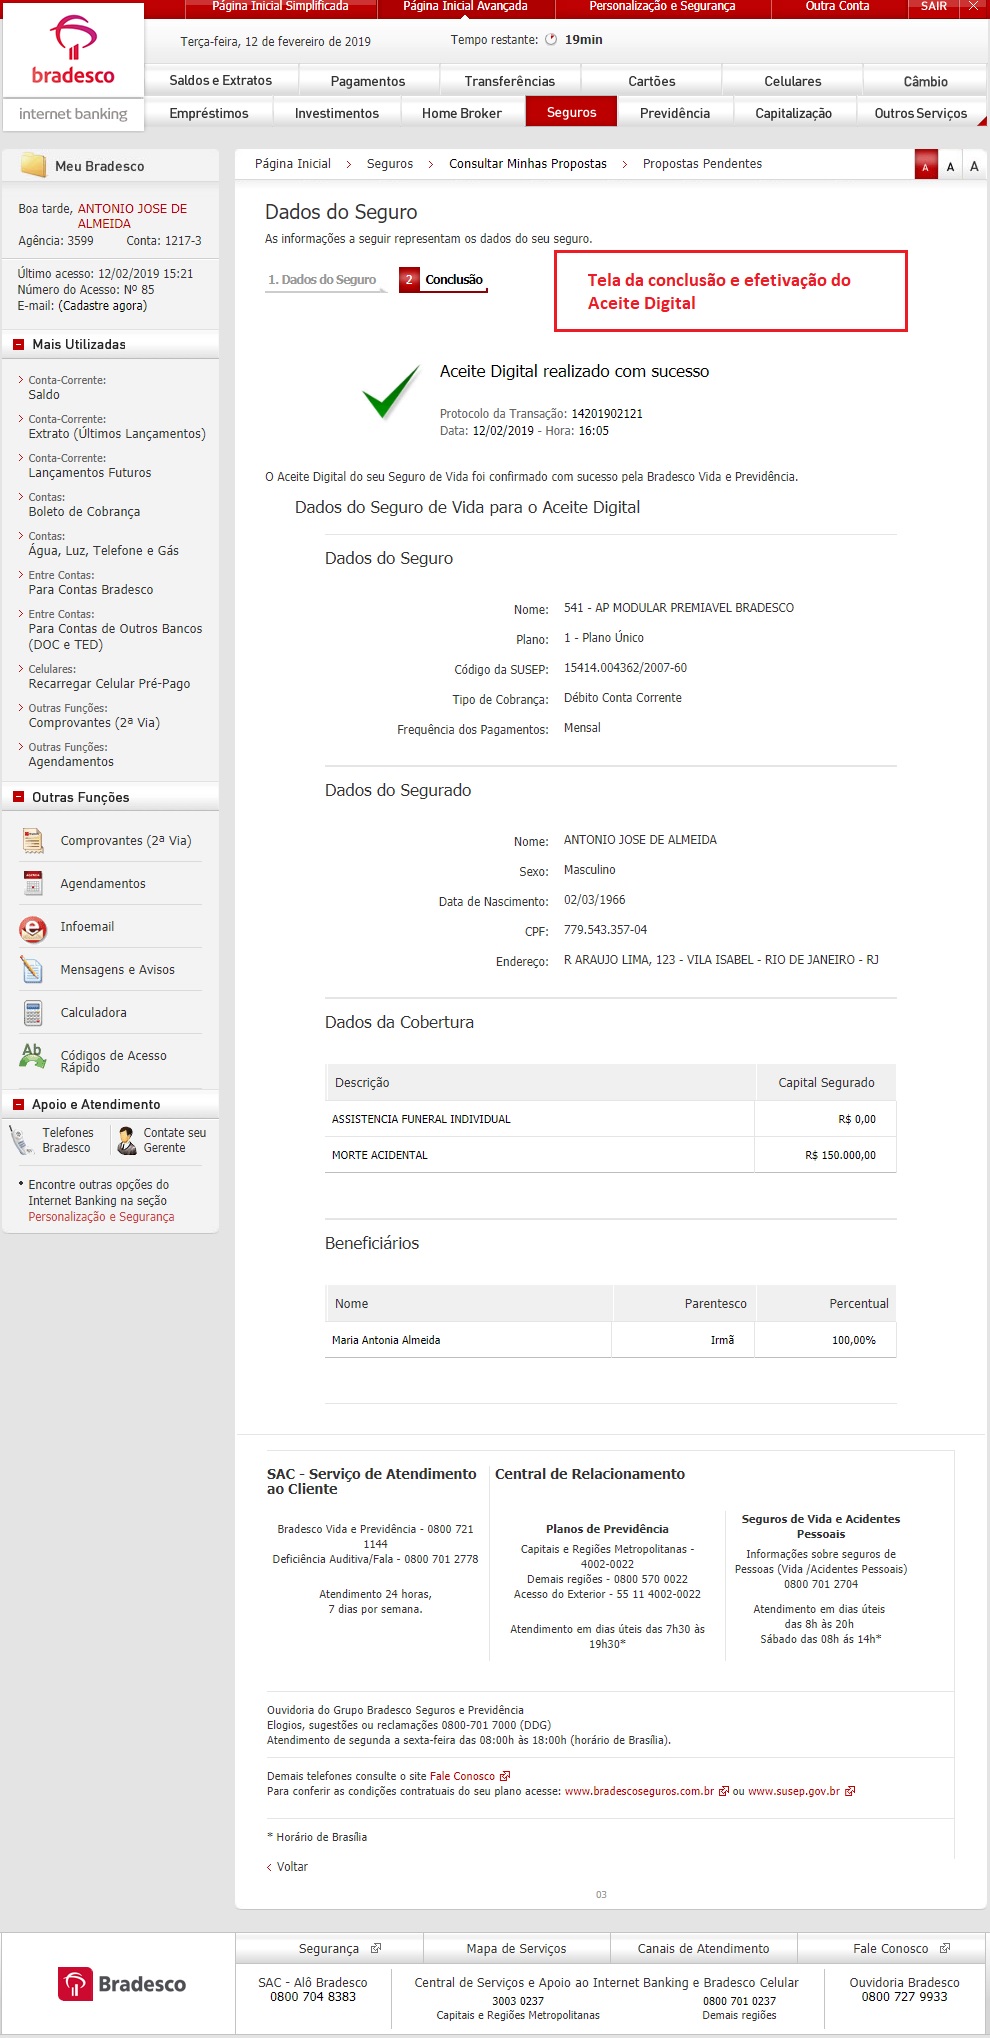 Página Inicial Simplificada
Página Inicial Avançada
Personalização e Segurança
Outra Conta
SAIR
bradesco
internet banking
Terça-feira, 12 de fevereiro de 2019
Tempo restante: 19min
Saldos e Extratos
Pagamentos
Transferências
Cartões
Celulares
Câmbio
Empréstimos
Investimentos
Home Broker
Seguros
Previdência
Capitalização
Outros Serviços
Meu Bradesco
Boa tarde, ANTONIO JOSE DE
ALMEIDA
Agência: 3599 Conta: 1217-3
Último acesso: 12/02/2019 15:21
Número do Acesso: Nº 85
E-mail: (Cadastre agora)
Mais Utilizadas
Conta-Corrente:
Saldo
Conta-Corrente:
Extrato (Últimos Lançamentos)
Conta-Corrente:
Lançamentos Futuros
Contas:
Boleto de Cobrança
Contas:
Água, Luz, Telefone e Gás
Entre Contas:
Para Contas Bradesco
Entre Contas:
Para Contas de Outros Bancos
(DOC e TED)
Celulares:
Recarregar Celular Pré-Pago
Outras Funções:
Comprovantes (2ª Via)
Outras Funções:
Agendamentos
Outras Funções
Comprovantes (2ª Via)
Agendamentos
Infoemail
Mensagens e Avisos
Calculadora
Ab
Códigos de Acesso
Rápido
Apoio e Atendimento
Telefones
Bradesco
Contate seu
Gerente
• Encontre outras opções do
Internet Banking na seção
Personalização e Segurança
Página Inicial > Seguros > Consultar Minhas Propostas > Propostas Pendentes
A A A
Dados do Seguro
As informações a seguir representam os dados do seu seguro.
1. Dados do Seguro
2 Conclusão
Tela da conclusão e efetivação do
Aceite Digital
Aceite Digital realizado com sucesso
Protocolo da Transação: 14201902121
Data: 12/02/2019 - Hora: 16:05
O Aceite Digital do seu Seguro de Vida foi confirmado com sucesso pela Bradesco Vida e Previdência.
Dados do Seguro de Vida para o Aceite Digital
Dados do Seguro
Nome: 541 - AP MODULAR PREMIAVEL BRADESCO
Plano: 1 - Plano Único
Código da SUSEP: 15414.004362/2007-60
Tipo de Cobrança: Débito Conta Corrente
Frequência dos Pagamentos: Mensal
Dados do Segurado
Nome: ANTONIO JOSE DE ALMEIDA
Sexo: Masculino
Data de Nascimento: 02/03/1966
CPF: 779.543.357-04
Endereço: R ARAUJO LIMA, 123 - VILA ISABEL - RIO DE JANEIRO - RJ
Dados da Cobertura
Descrição Capital Segurado
ASSISTENCIA FUNERAL INDIVIDUAL R$ 0,00
MORTE ACIDENTAL R$ 150.000,00
Beneficiários
Nome Parentesco Percentual
Maria Antonia Almeida Irmã 100,00%
SAC - Serviço de Atendimento
ao Cliente
Bradesco Vida e Previdência - 0800 721
1144
Deficiência Auditiva/Fala - 0800 701 2778
Atendimento 24 horas,
7 dias por semana.
Central de Relacionamento
Planos de Previdência
Capitais e Regiões Metropolitanas -
4002-0022
Demais regiões - 0800 570 0022
Acesso do Exterior - 55 11 4002-0022
Atendimento em dias úteis das 7h30 às
19h30*
Seguros de Vida e Acidentes
Pessoais
Informações sobre seguros de
Pessoas (Vida /Acidentes Pessoais)
0800 701 2704
Atendimento em dias úteis
das 8h às 20h
Sábado das 08h ás 14h*
Ouvidoria do Grupo Bradesco Seguros e Previdência
Elogios, sugestões ou reclamações 0800-701 7000 (DDG)
Atendimento de segunda a sexta-feira das 08:00h às 18:00h (horário de Brasília).
Demais telefones consulte o site Fale Conosco
Para conferir as condições contratuais do seu plano acesse: www.bradescoseguros.com.br ou www.susep.gov.br
* Horário de Brasília
< Voltar
03
Bradesco
Segurança
Mapa de Serviços
Canais de Atendimento
Fale Conosco
SAC - Alô Bradesco
0800 704 8383
Central de Serviços e Apoio ao Internet Banking e Bradesco Celular
3003 0237 0800 701 0237
Capitais e Regiões Metropolitanas Demais regiões
Ouvidoria Bradesco
0800 727 9933